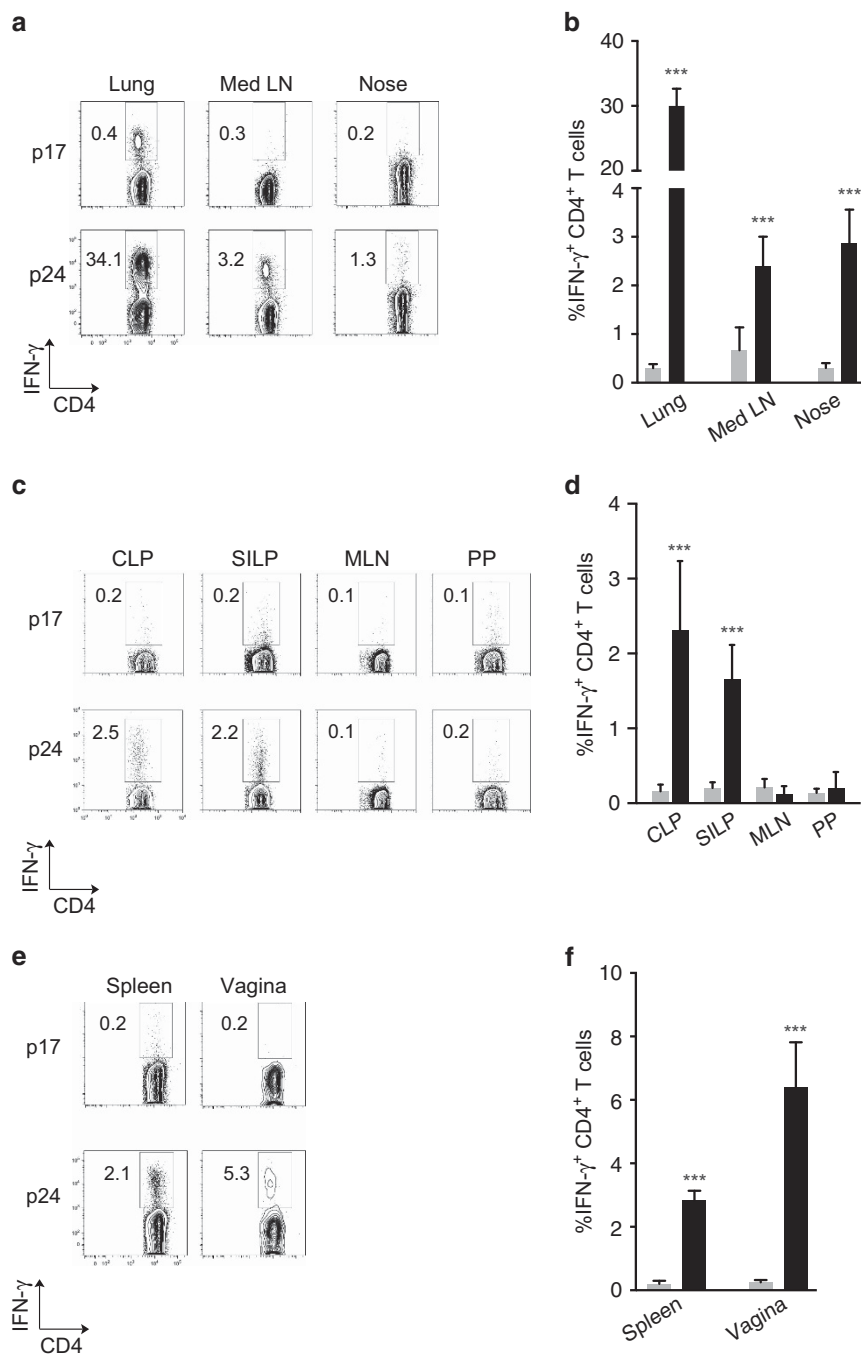 a
Lung Med LN Nose
p17
0.4
0.3
0.2
p24
34.1
3.2
1.3
IFN-γ
CD4
b
%IFN-γ⁺ CD4⁺ T cells
40
30
20
4
3
2
1
0
***
***
***
Lung
Med LN
Nose
c
CLP SILP MLN PP
p17
0.2
0.2
0.1
0.1
p24
2.5
2.2
0.1
0.2
IFN-γ
CD4
d
%IFN-γ⁺ CD4⁺ T cells
4
3
2
1
0
***
***
CLP
SILP
MLN
PP
e
Spleen Vagina
p17
0.2
0.2
p24
2.1
5.3
IFN-γ
CD4
f
%IFN-γ⁺ CD4⁺ T cells
10
8
6
4
2
0
***
***
Spleen
Vagina